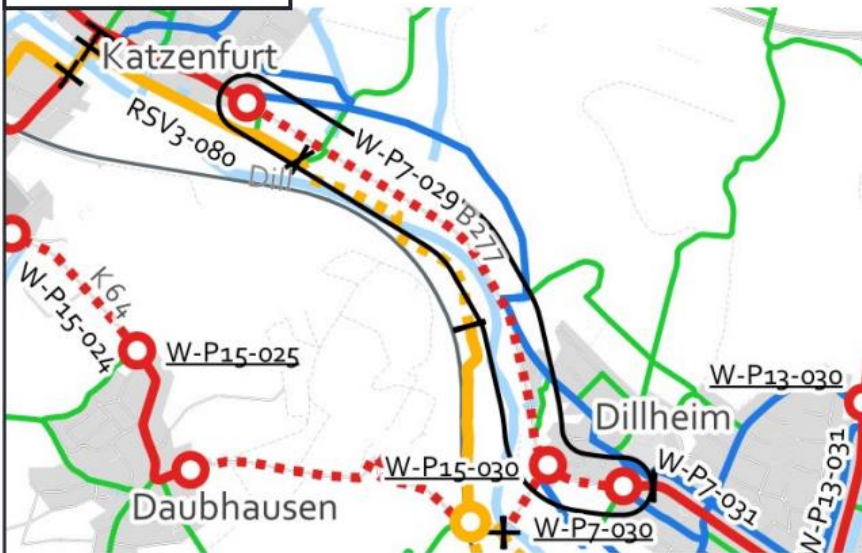 Katzenfurt
RSV3-080
Dill
W-P7-029
B277
K64
W-P15-024
W-P15-025
W-P13-030
Dillheim
W-P15-030
W-P7-031
W-P13-031
Daubhausen
W-P7-030